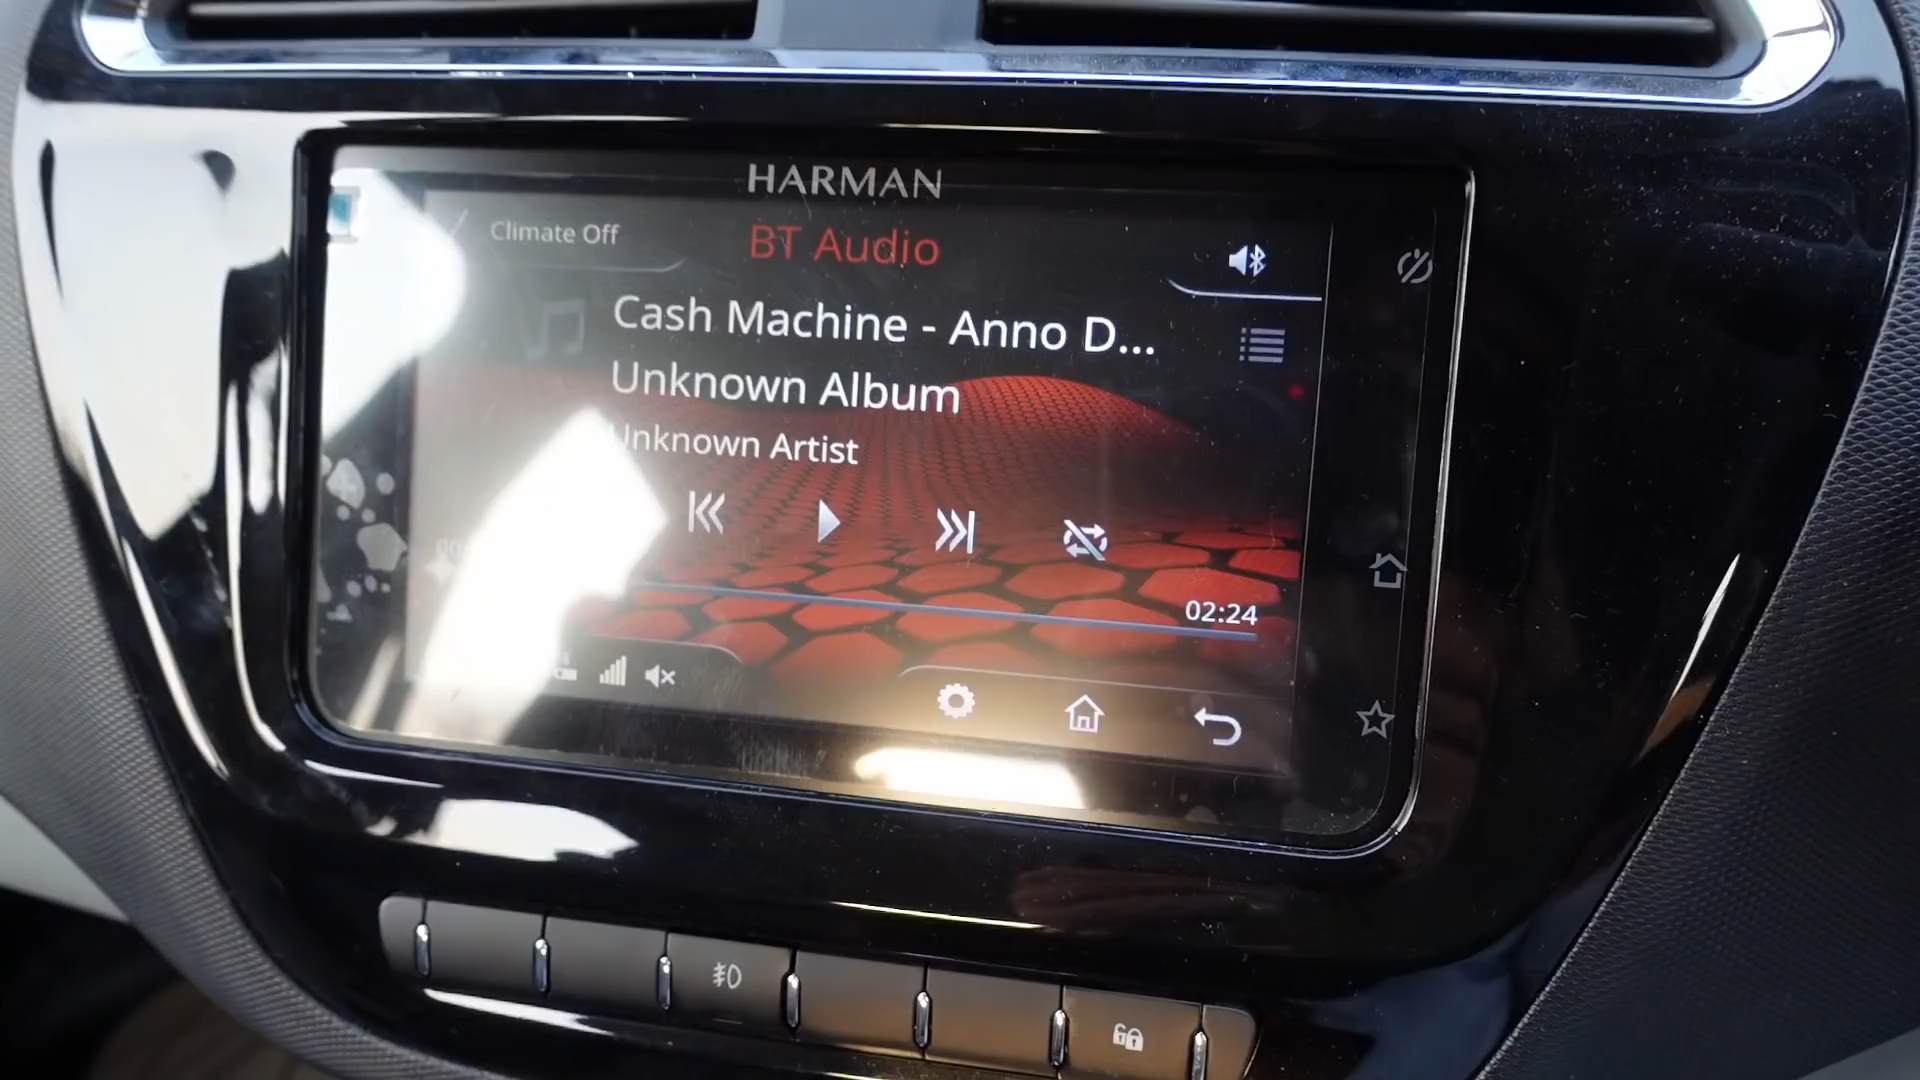 HARMAN
Climate Off
BT Audio
Cash Machine - Anno D...
Unknown Album
Unknown Artist
02:24